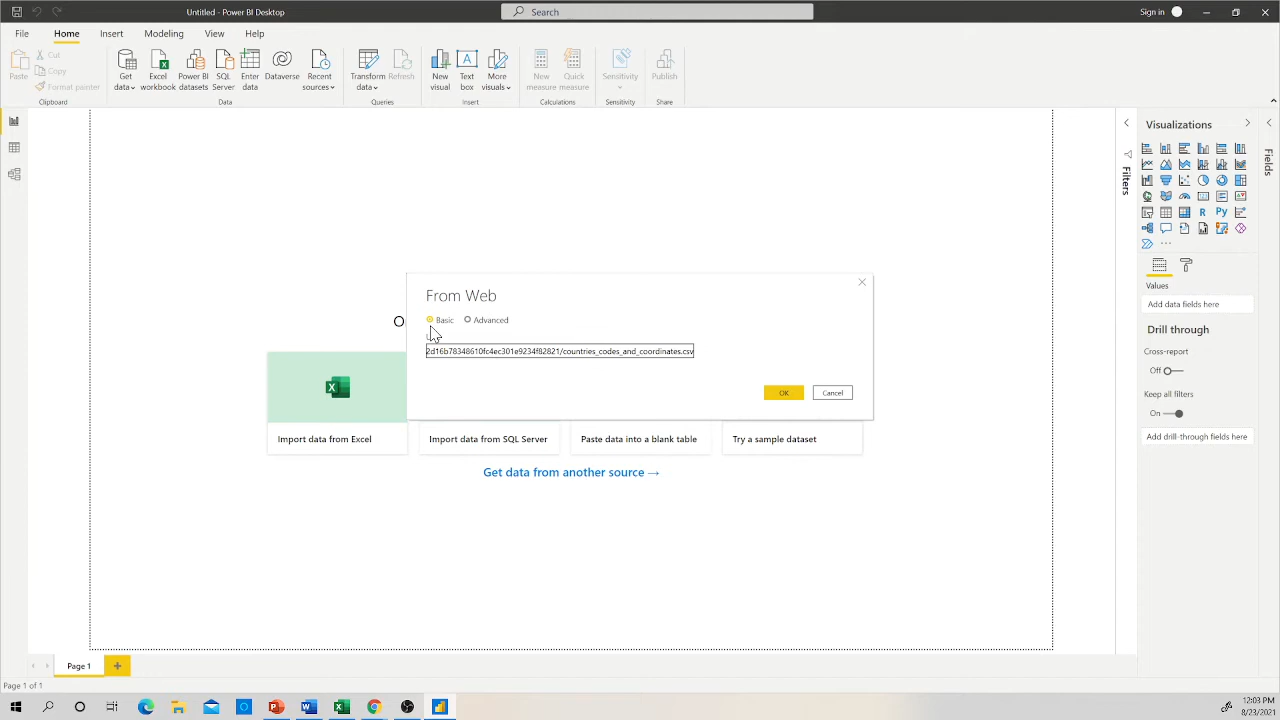 Untitled - Power BI Desktop
Search
Sign in
File
Home
Insert
Modeling
View
Help
Paste
Cut
Copy
Format painter
Get data
Excel workbook
Power BI datasets
SQL Server
Enter data
Dataverse
Recent sources
Transform data
Refresh
New visual
Text box
More visuals
New measure
Quick measure
Sensitivity
Publish
Clipboard
Data
Queries
Insert
Calculations
Sensitivity
Share
Filters
Visualizations
Fields
R
Py
Values
Add data fields here
Drill through
Cross-report
Off
Keep all filters
On
Add drill-through fields here
From Web
Basic
Advanced
2d16b78348610fc4ec301e9234f82821/countries_codes_and_coordinates.csv
OK
Cancel
O
Import data from Excel
Import data from SQL Server
Paste data into a blank table
Try a sample dataset
Get data from another source →
Page 1
Page 1 of 1
12:03 PM
8/23/2021